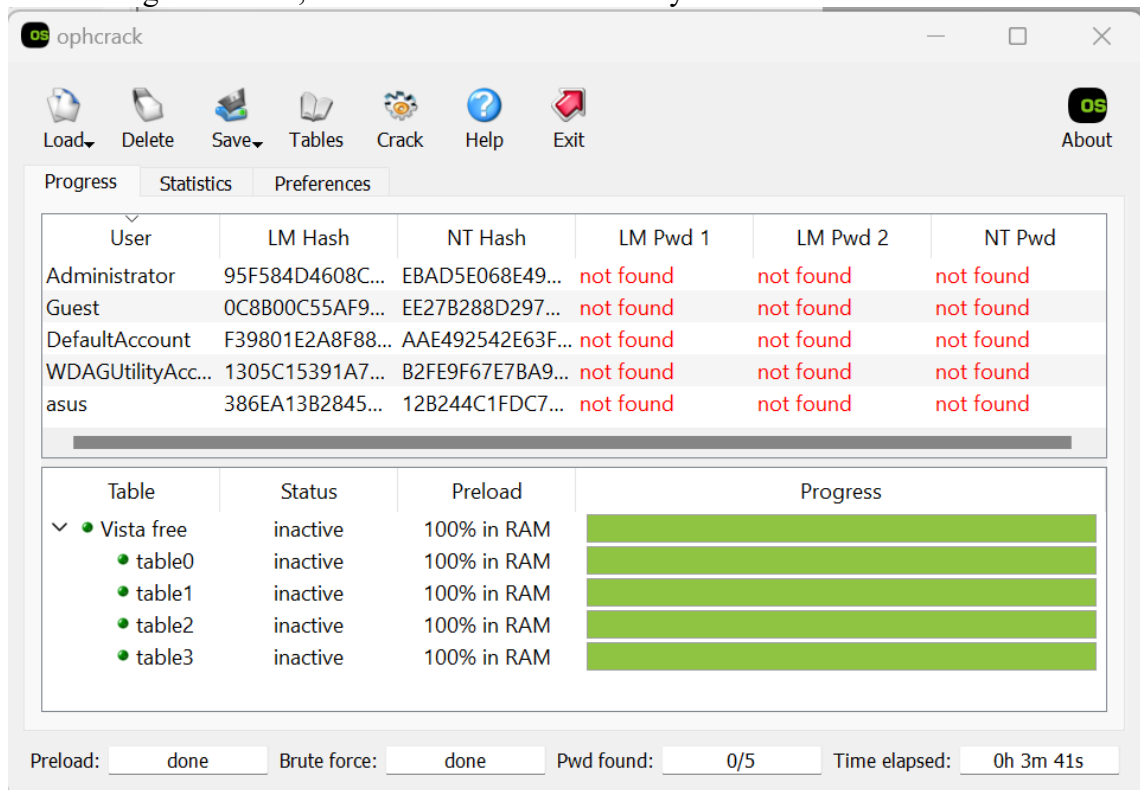 OS ophcrack
Load Delete Save Tables Crack Help Exit OS About
Progress Statistics Preferences
User LM Hash NT Hash LM Pwd 1 LM Pwd 2 NT Pwd
Administrator 95F584D4608C... EBAD5E068E49... not found not found not found
Guest 0C8B00C55AF9... EE27B288D297... not found not found not found
DefaultAccount F39801E2A8F88... AAE492542E63F... not found not found not found
WDAGUtilityAcc... 1305C15391A7... B2FE9F67E7BA9... not found not found not found
asus 386EA13B2845... 12B244C1FDC7... not found not found not found
Table Status Preload Progress
Vista free inactive 100% in RAM
table0 inactive 100% in RAM
table1 inactive 100% in RAM
table2 inactive 100% in RAM
table3 inactive 100% in RAM
Preload: done Brute force: done Pwd found: 0/5 Time elapsed: 0h 3m 41s